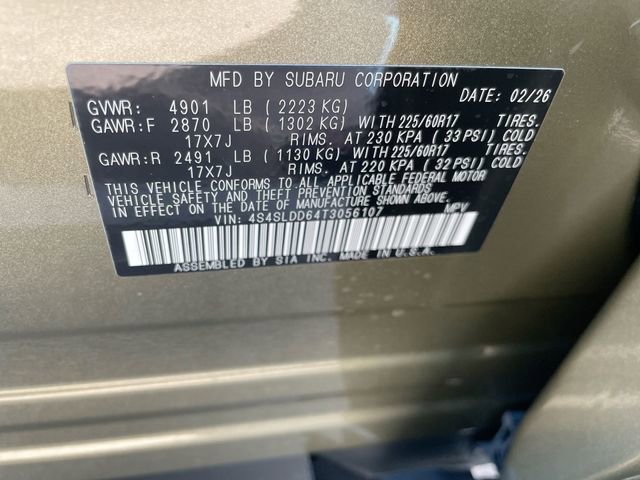 MFD BY SUBARU CORPORATION
DATE: 02/26
GVWR: 4901 LB (2223 KG)
GAWR:F 2870 LB (1302 KG) WITH 225/60R17 TIRES.
17X7J RIMS. AT 230 KPA (33 PSI) COLD
GAWR:R 2491 LB (1130 KG) WITH 225/60R17 TIRES.
17X7J RIMS. AT 220 KPA (32 PSI) COLD
THIS VEHICLE CONFORMS TO ALL APPLICABLE FEDERAL MOTOR
VEHICLE SAFETY AND THEFT PREVENTION STANDARDS
IN EFFECT ON THE DATE OF MANUFACTURE SHOWN ABOVE.
VIN: 4S4SLDD64T3056107 MPV
ASSEMBLED BY SIA INC. MADE IN U.S.A.